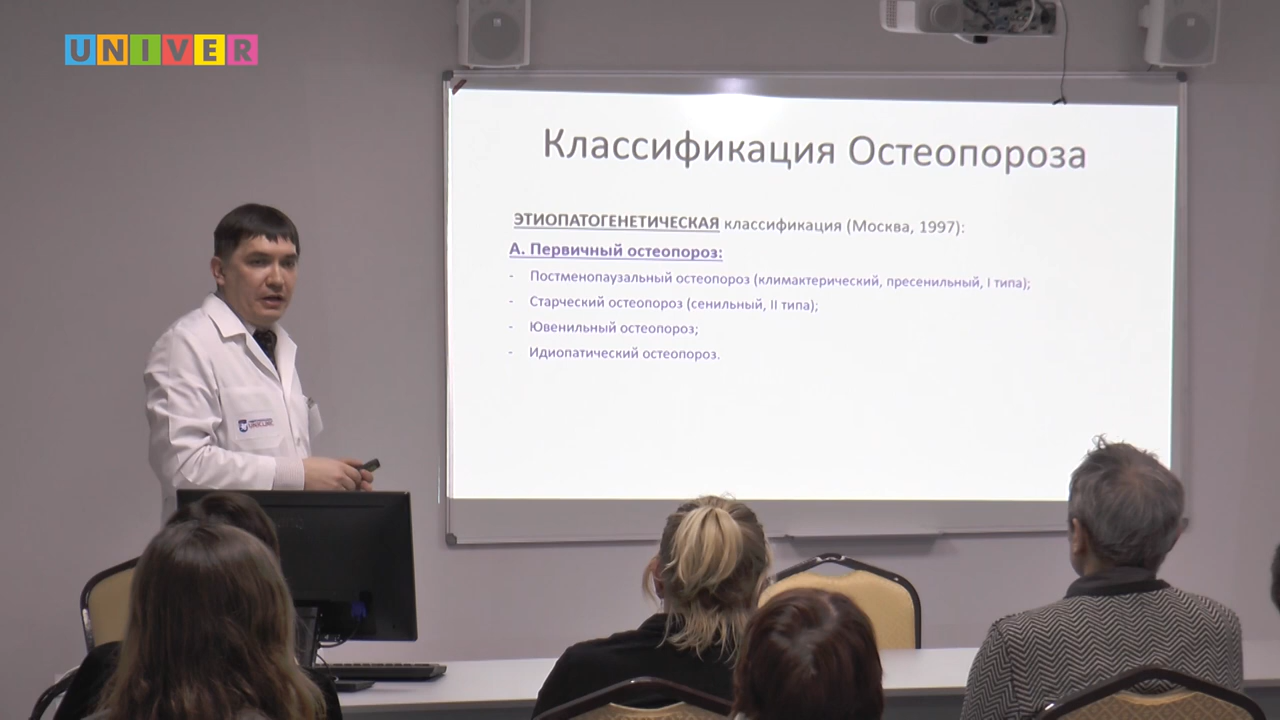 UNIVER
Классификация Остеопороза
ЭТИОПАТОГЕНЕТИЧЕСКАЯ классификация (Москва, 1997):
А. Первичный остеопороз:
- Постменопаузальный остеопороз (климактерический, пресенильный, I типа);
- Старческий остеопороз (сенильный, II типа);
- Ювенильный остеопороз;
- Идиопатический остеопороз.
UNICLINIC